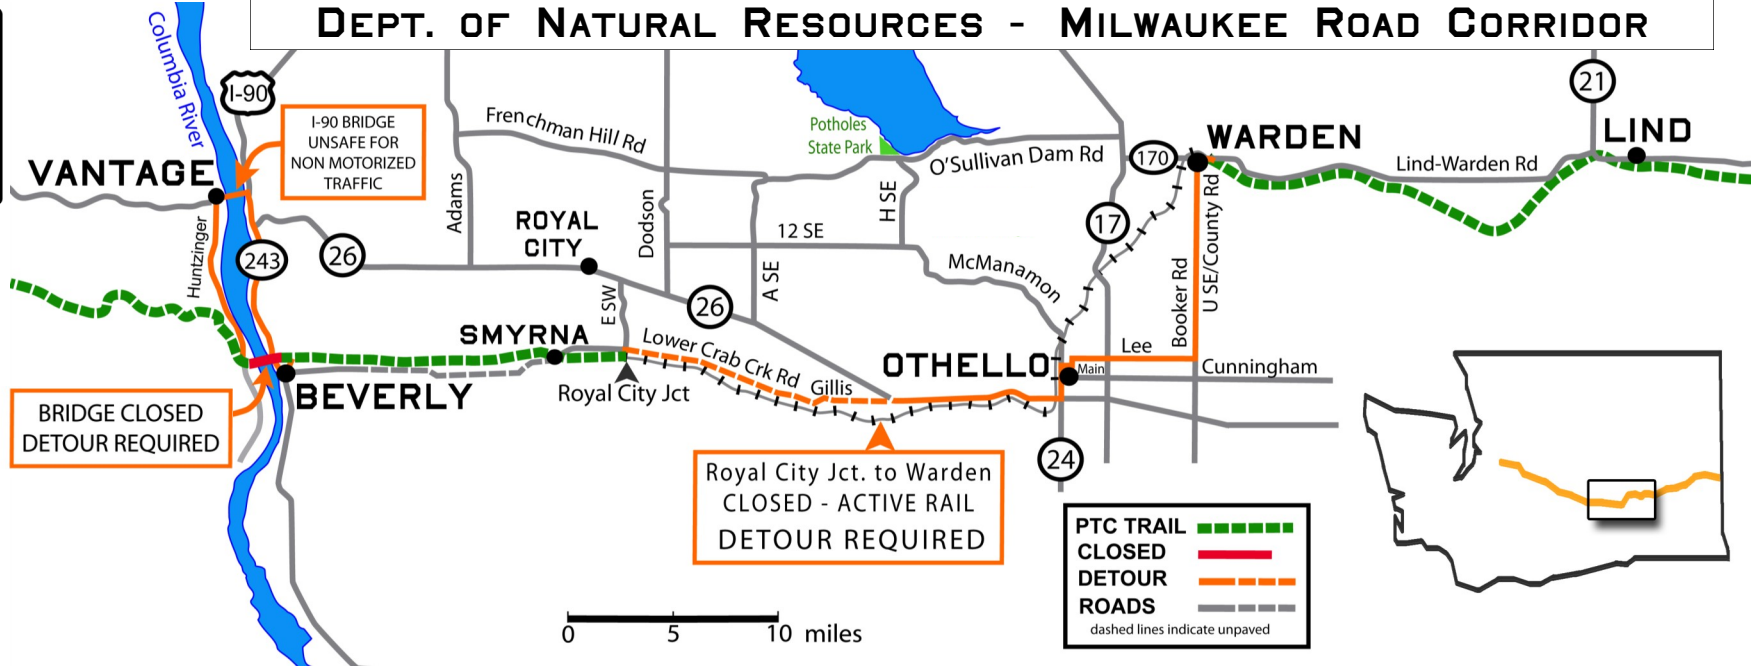 DEPT. OF NATURAL RESOURCES - MILWAUKEE ROAD CORRIDOR
Columbia River
I-90
I-90 BRIDGE
UNSAFE FOR
NON MOTORIZED
TRAFFIC
VANTAGE
Huntzinger
243
26
Adams
Frenchman Hill Rd
ROYAL
CITY
Dodson
Potholes
State Park
O'Sullivan Dam Rd
H SE
12 SE
A SE
McManamon
170
17
WARDEN
Lind-Warden Rd
21
LIND
Booker Rd
U SE/County Rd
E SW
26
SMYRNA
Lower Crab Crk Rd
Gillis
OTHELLO
Main
Lee
Cunningham
BEVERLY
Royal City Jct
BRIDGE CLOSED
DETOUR REQUIRED
24
Royal City Jct. to Warden
CLOSED - ACTIVE RAIL
DETOUR REQUIRED
PTC TRAIL
CLOSED
DETOUR
ROADS
dashed lines indicate unpaved
0 5 10 miles